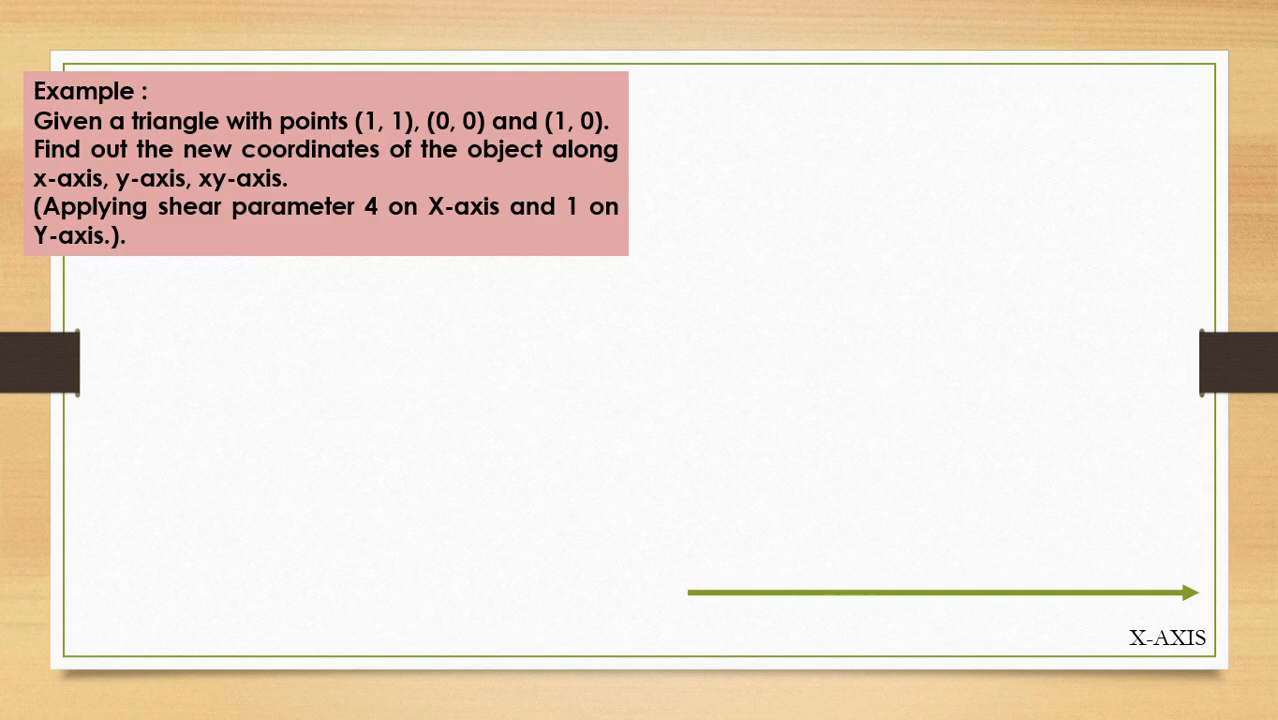 Example :
Given a triangle with points (1, 1), (0, 0) and (1, 0).
Find out the new coordinates of the object along
x-axis, y-axis, xy-axis.
(Applying shear parameter 4 on X-axis and 1 on
Y-axis.).
X-AXIS